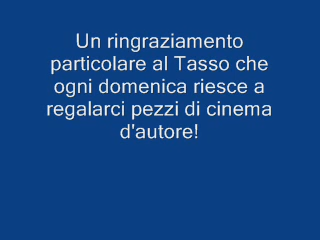 Un ringraziamento
particolare al Tasso che
ogni domenica riesce a
regalarci pezzi di cinema
d'autore!